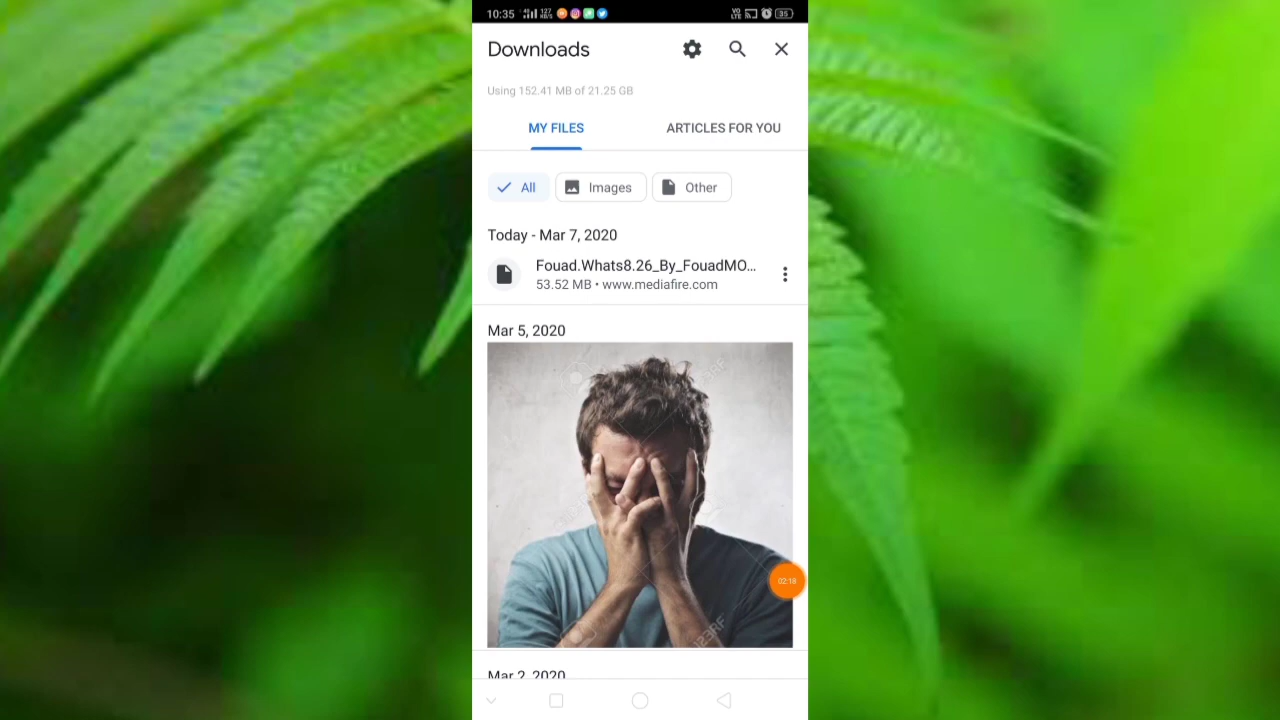 10:35
35
Downloads
Using 152.41 MB of 21.25 GB
MY FILES ARTICLES FOR YOU
All Images Other
Today - Mar 7, 2020
Fouad.Whats8.26_By_FouadMO...
53.52 MB • www.mediafire.com
Mar 5, 2020
02:18
Mar 2, 2020